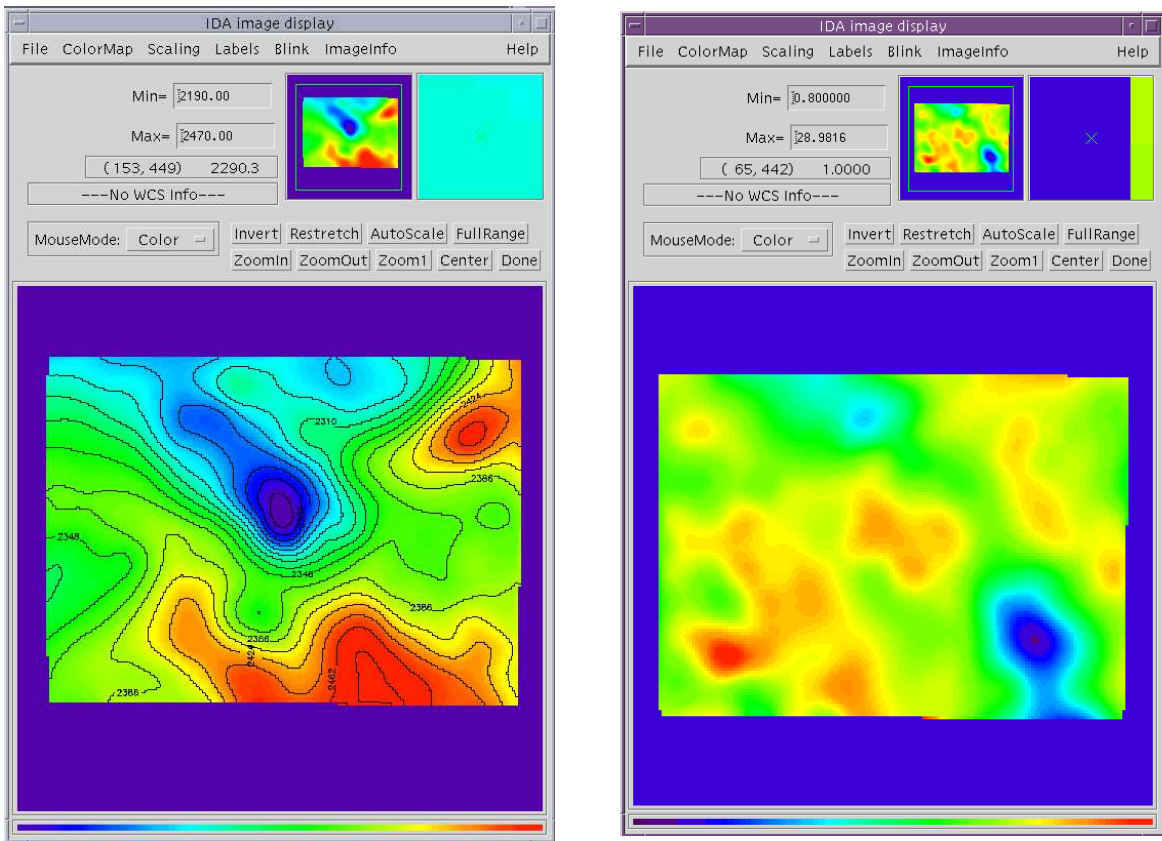 IDA image display
File ColorMap Scaling Labels Blink ImageInfo Help
Min= 2190.00
Max= 2470.00
(153, 449) 2290.3
---No WCS Info---
MouseMode: Color
Invert Restretch AutoScale FullRange
ZoomIn ZoomOut Zoom1 Center Done
2424
2310
2386
2348
2348
2386
2386
2424
2462
2386
IDA image display
File ColorMap Scaling Labels Blink ImageInfo Help
Min= 0.800000
Max= 28.9816
( 65, 442) 1.0000
---No WCS Info---
MouseMode: Color
Invert Restretch AutoScale FullRange
ZoomIn ZoomOut Zoom1 Center Done